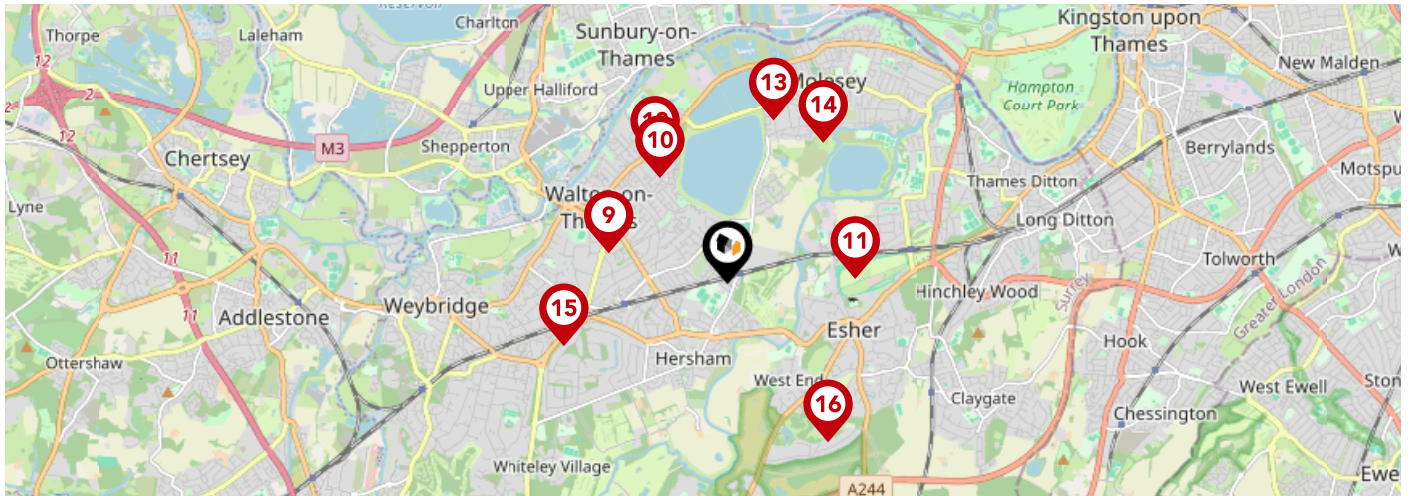 RESERVOIR
Charlton
Kingston upon
Thames
Thorpe
Laleham
Sunbury-on-
Thames
New Malden
12
2
2
12
Upper Halliford
13
Molesey
14
Hampton
Court Park
10
M3
Shepperton
Chertsey
Berrylands
Thames Ditton
Walton-on-
Thames
9
Lyne
Long Ditton
11
11
Tolworth
Hinchley Wood
Surrey
Greater London
Weybridge
15
Addlestone
Esher
Hook
11
Hersham
Ottershaw
West End
West Ewell
16
Claygate
Chessington
Whiteley Village
A244